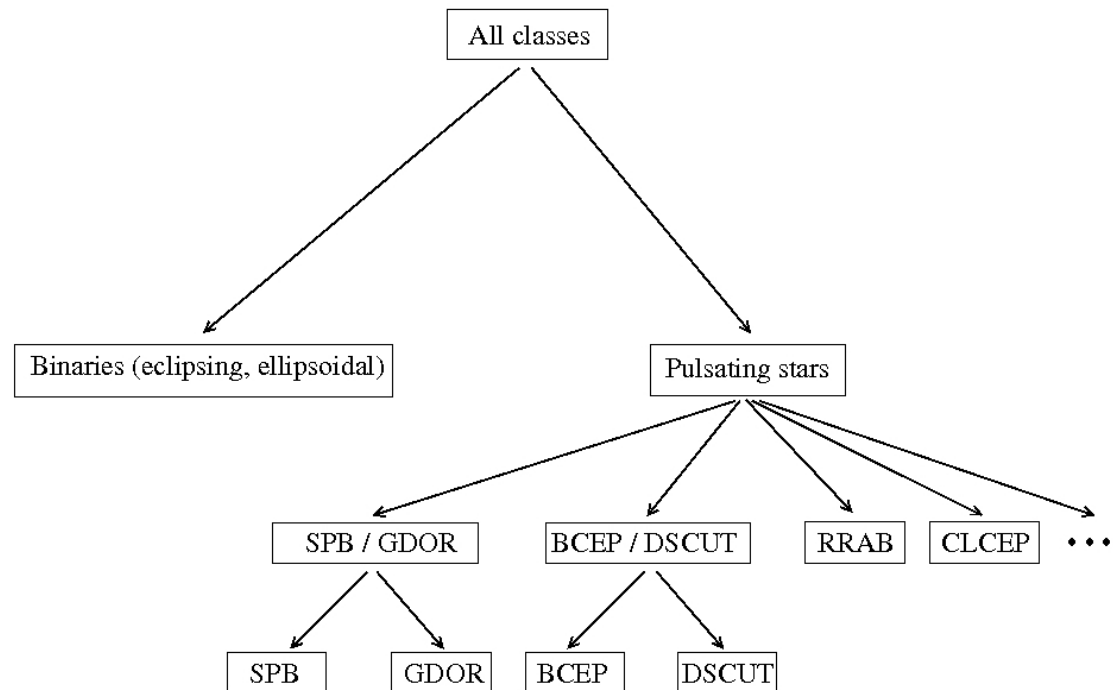 All classes
Binaries (eclipsing, ellipsoidal)
Pulsating stars
SPB / GDOR
BCEP / DSCUT
RRAB
CLCEP
•••
SPB
GDOR
BCEP
DSCUT